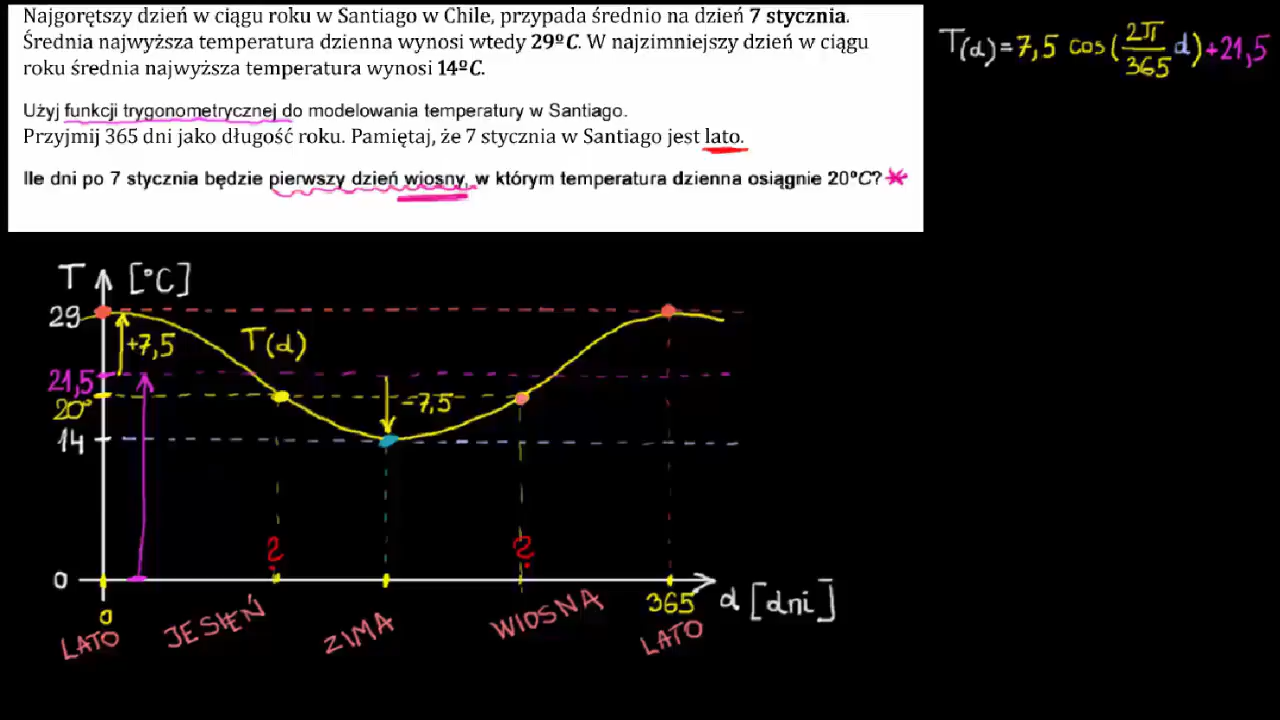 Najgorętszy dzień w ciągu roku w Santiago w Chile, przypada średnio na dzień 7 stycznia.
Średnia najwyższa temperatura dzienna wynosi wtedy 29ºC. W najzimniejszy dzień w ciągu
roku średnia najwyższa temperatura wynosi 14ºC.
Użyj funkcji trygonometrycznej do modelowania temperatury w Santiago.
Przyjmij 365 dni jako długość roku. Pamiętaj, że 7 stycznia w Santiago jest lato.
Ile dni po 7 stycznia będzie pierwszy dzień wiosny, w którym temperatura dzienna osiągnie 20ºC?
T(d)=7,5 cos(2π/365 d)+21,5
T [°C]
29
+7,5
T(d)
21,5
20°
-7,5
14
? ?
0
0 365 d [dni]
LATO JESIEŃ ZIMA WIOSNA LATO